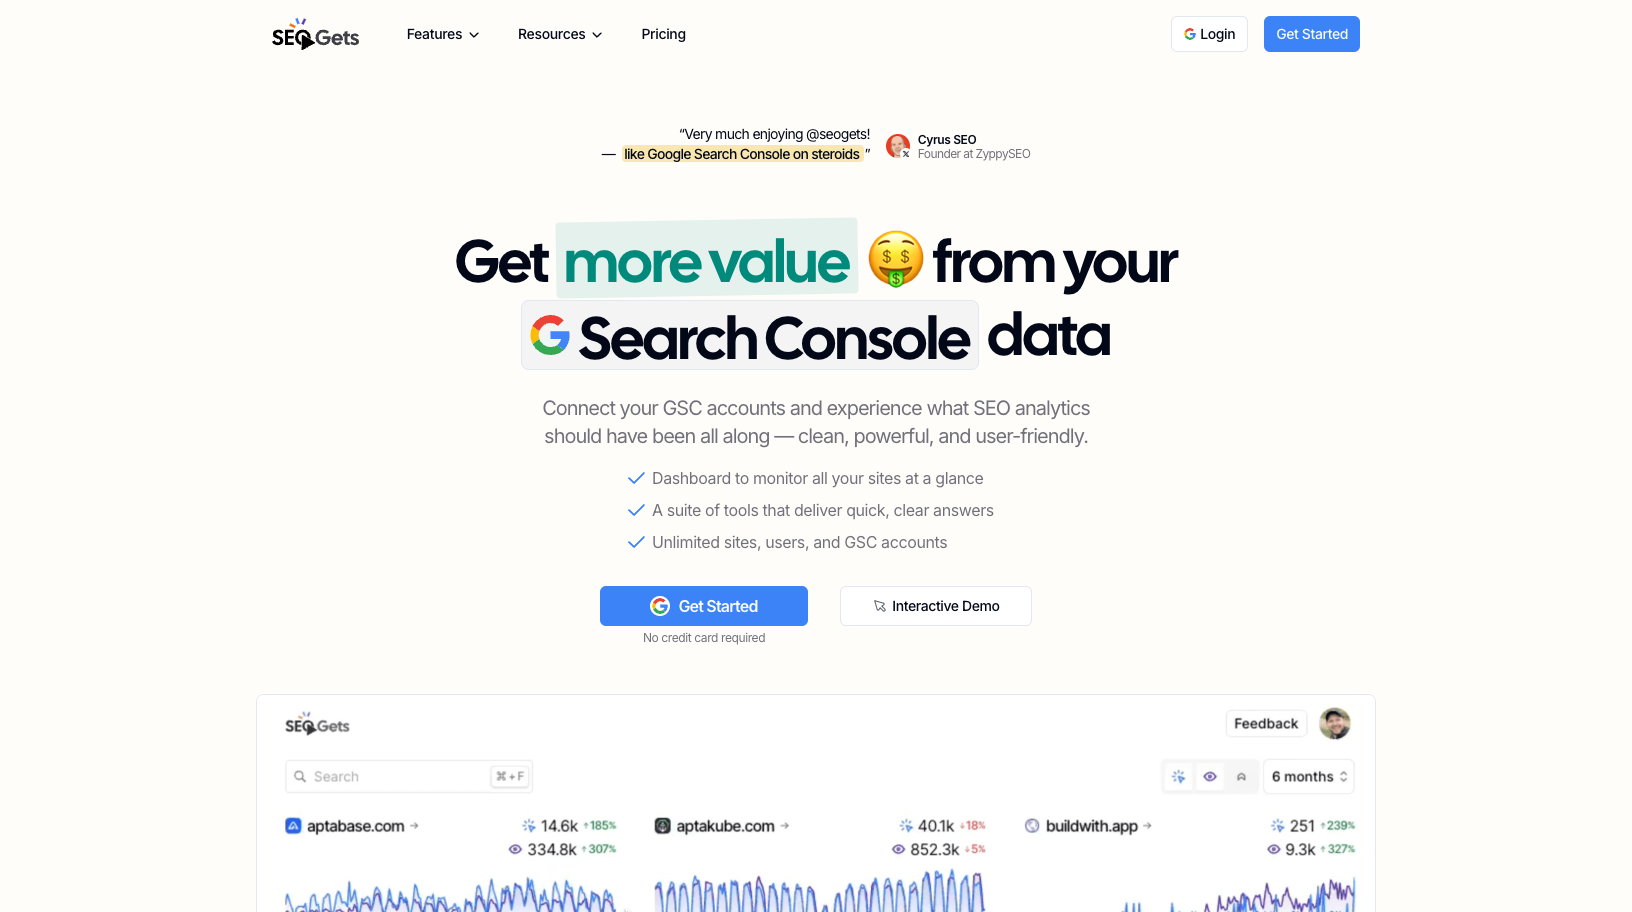 SEO Gets
Features
Resources
Pricing
Login
Get Started
“Very much enjoying @seogets!
— like Google Search Console on steroids ”
Cyrus SEO
Founder at ZyppySEO
Get more value 🤑 from your
Search Console data
Connect your GSC accounts and experience what SEO analytics
should have been all along — clean, powerful, and user-friendly.
Dashboard to monitor all your sites at a glance
A suite of tools that deliver quick, clear answers
Unlimited sites, users, and GSC accounts
Get Started
Interactive Demo
No credit card required
SEO Gets
Feedback
Search
⌘+F
6 months
aptabase.com →
14.6k ↑185%
334.8k ↑307%
aptakube.com →
40.1k ↓18%
852.3k ↓5%
buildwith.app →
251 ↑239%
9.3k ↑327%